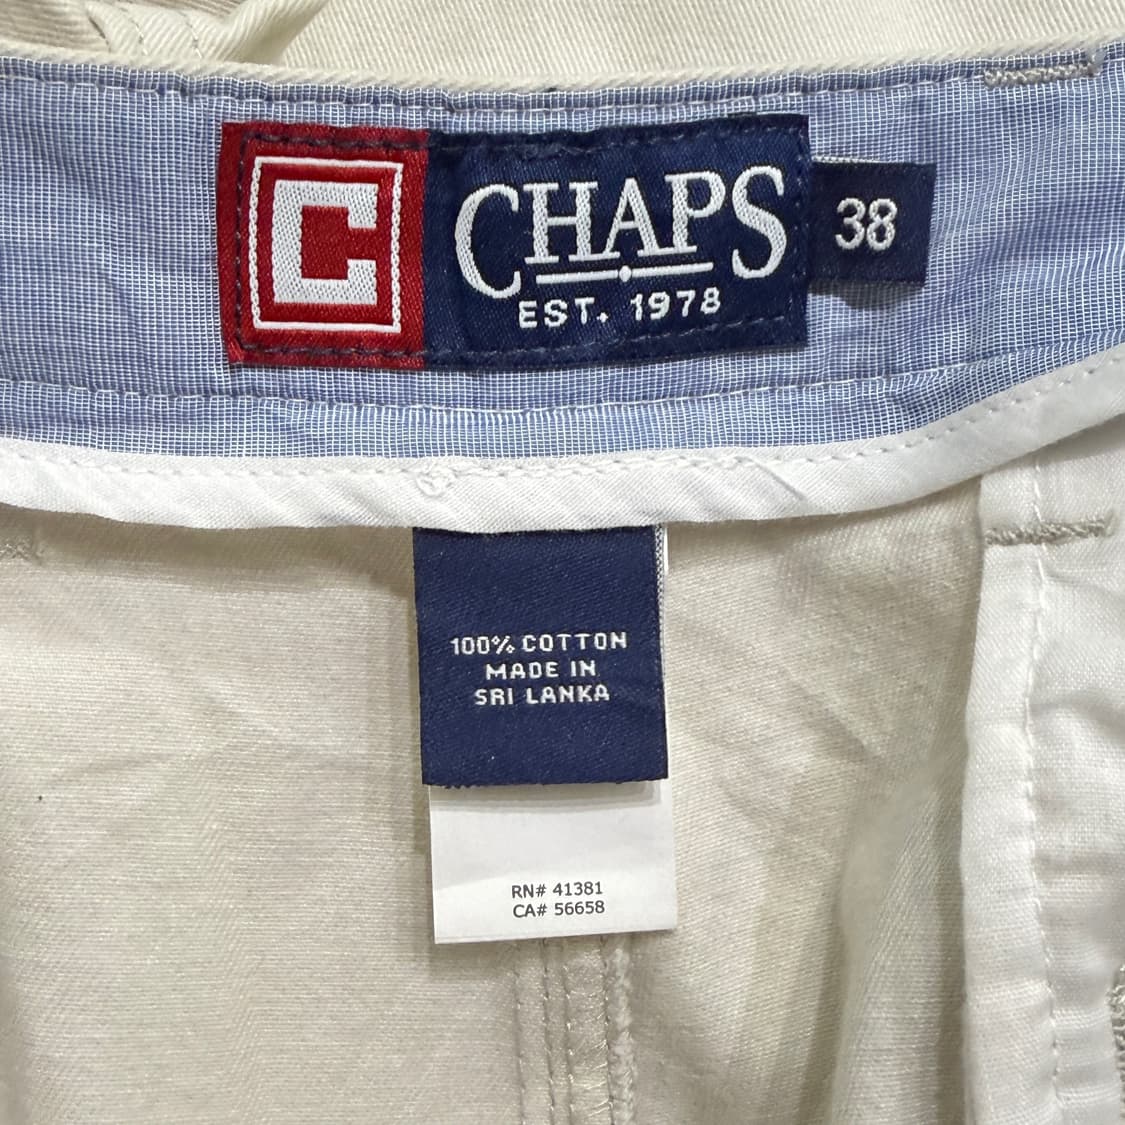 C
CHAPS
EST. 1978
38
100% COTTON
MADE IN
SRI LANKA
RN# 41381
CA# 56658